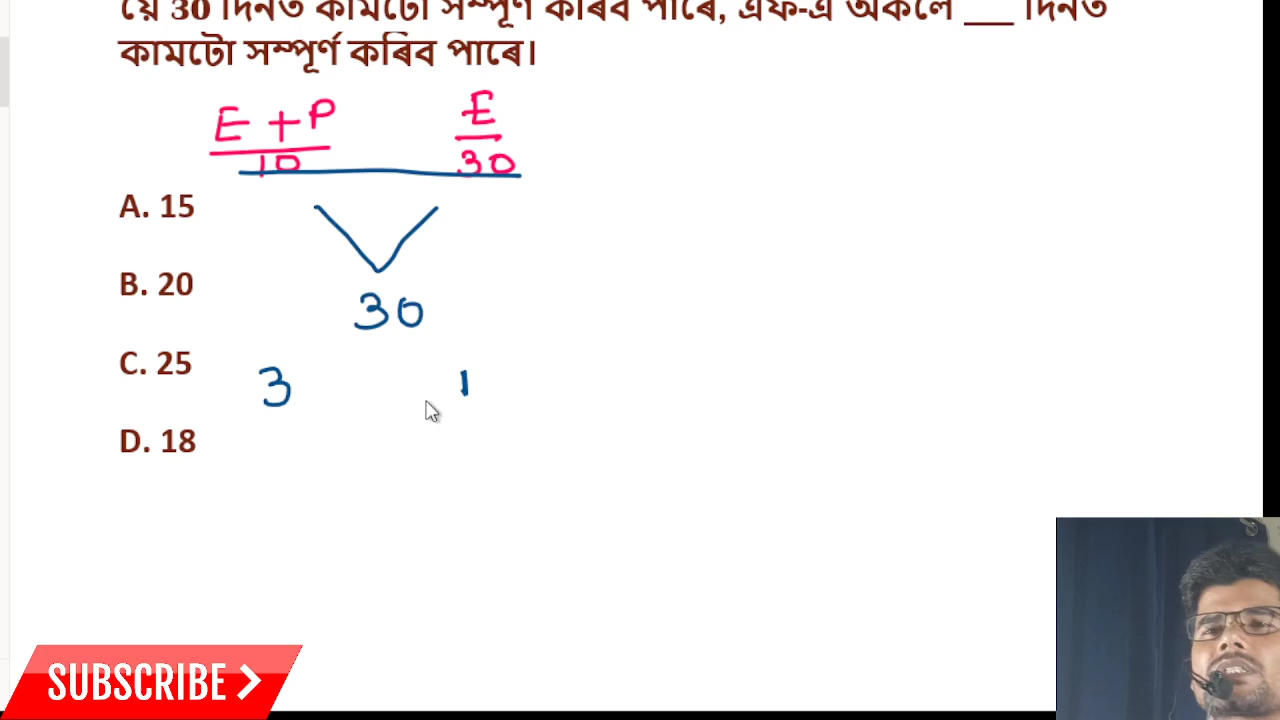 য়ে 30 দিনত কামটো সম্পূৰ্ণ কৰিব পাৰে, এফ-এ অকলে ___ দিনত
কামটো সম্পূৰ্ণ কৰিব পাৰে।
E + P E
10 30
A. 15
B. 20
30
C. 25
3 1
D. 18
SUBSCRIBE